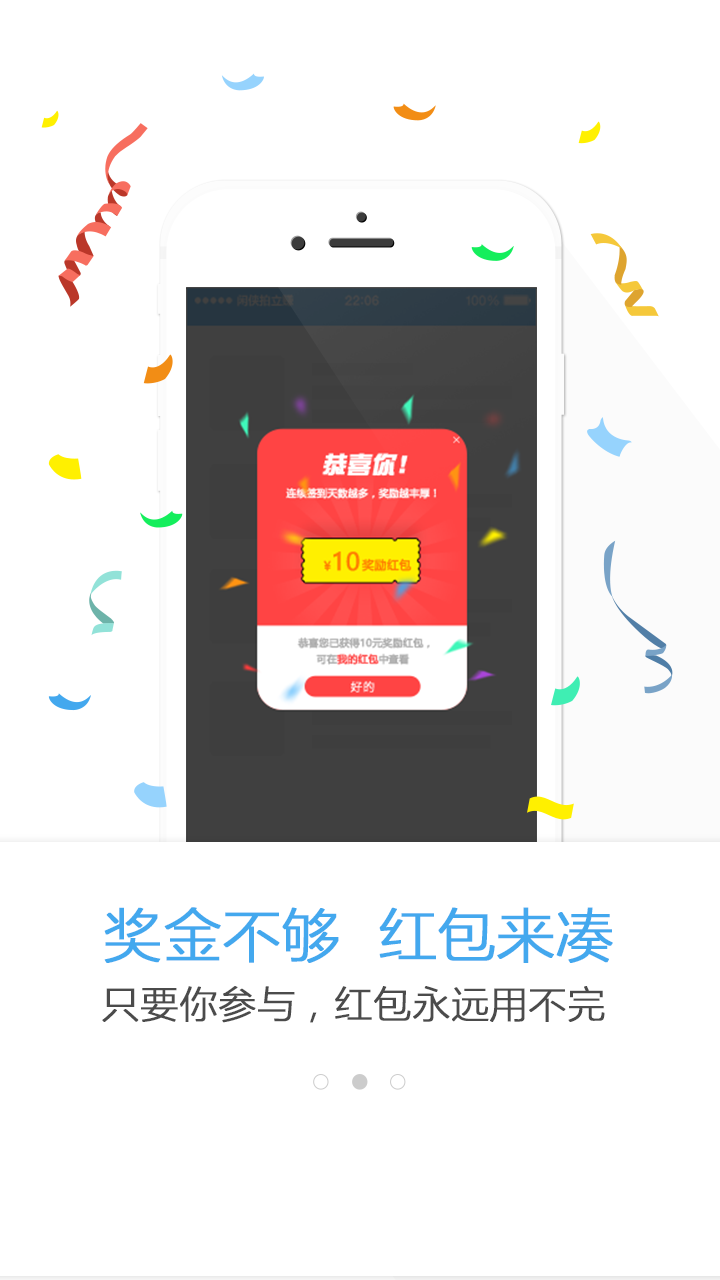 22:06
100%
恭喜你！
连续签到天数越多，奖励越丰厚！
¥10奖励红包
恭喜您已获得10元奖励红包，
可在我的红包中查看
好的
奖金不够 红包来凑
只要你参与，红包永远用不完